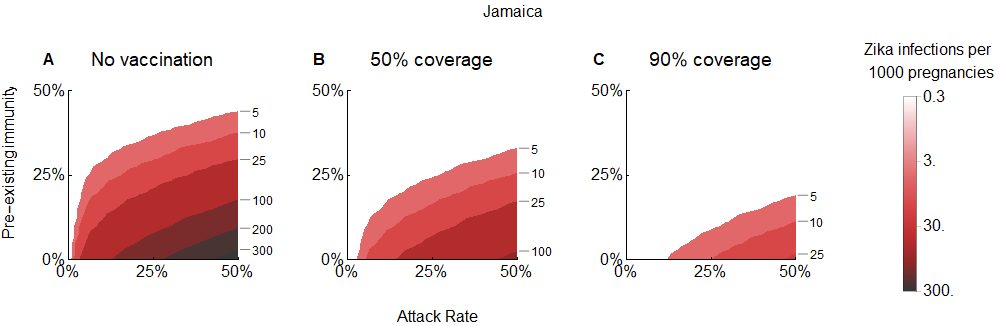 Jamaica
A No vaccination
B 50% coverage
C 90% coverage
Zika infections per
1000 pregnancies
Pre-existing immunity
50%
25%
0%
0% 25% 50%
5
10
25
100
200
300
50%
25%
0%
0% 25% 50%
5
10
25
100
50%
25%
0%
0% 25% 50%
5
10
25
0.3
3.
30.
300.
Attack Rate